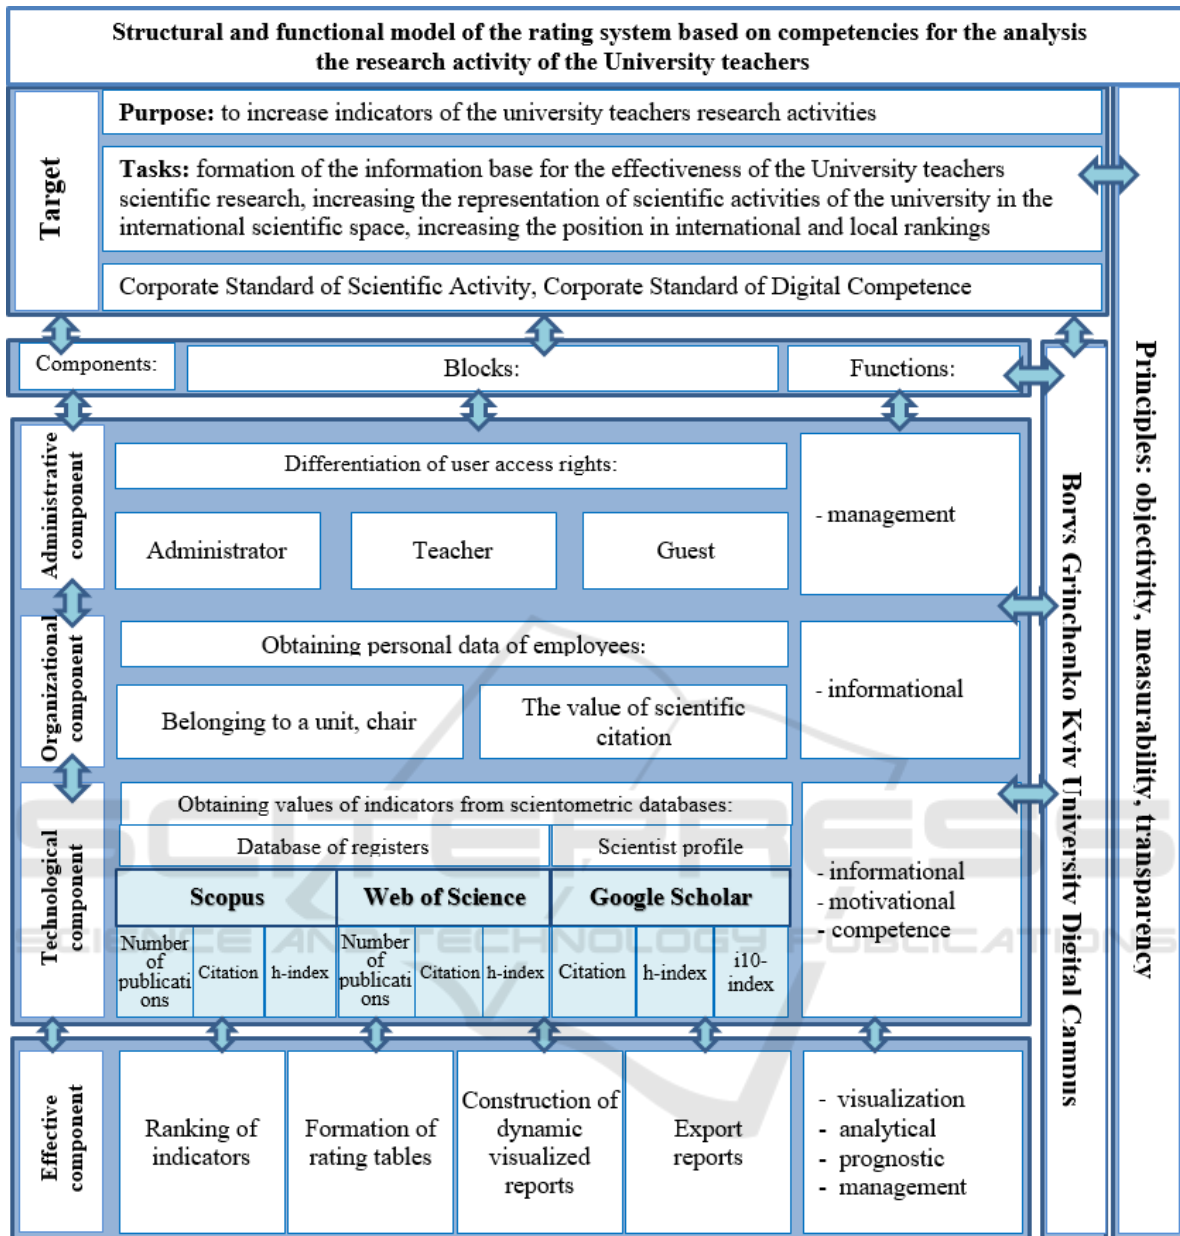 Structural and functional model of the rating system based on competencies for the analysis
the research activity of the University teachers
Target
Purpose: to increase indicators of the university teachers research activities
Tasks: formation of the information base for the effectiveness of the University teachers
scientific research, increasing the representation of scientific activities of the university in the
international scientific space, increasing the position in international and local rankings
Corporate Standard of Scientific Activity, Corporate Standard of Digital Competence
Principles: objectivity, measurability, transparency
Components:
Blocks:
Functions:
Borys Grinchenko Kyiv University Digital Campus
Administrative
component
Differentiation of user access rights:
Administrator
Teacher
Guest
- management
Organizational
component
Obtaining personal data of employees:
Belonging to a unit, chair
The value of scientific
citation
- informational
Technological
component
Obtaining values of indicators from scientometric databases:
Database of registers
Scientist profile
Scopus
Web of Science
Google Scholar
Number
of
publicati
ons
Citation
h-index
Number
of
publicati
ons
Citation
h-index
Citation
h-index
i10-
index
- informational
- motivational
- competence
SCITEPRESS
SCIENCE AND TECHNOLOGY PUBLICATIONS
Effective
component
Ranking of
indicators
Formation of
rating tables
Construction of
dynamic
visualized
reports
Export
reports
- visualization
- analytical
- prognostic
- management